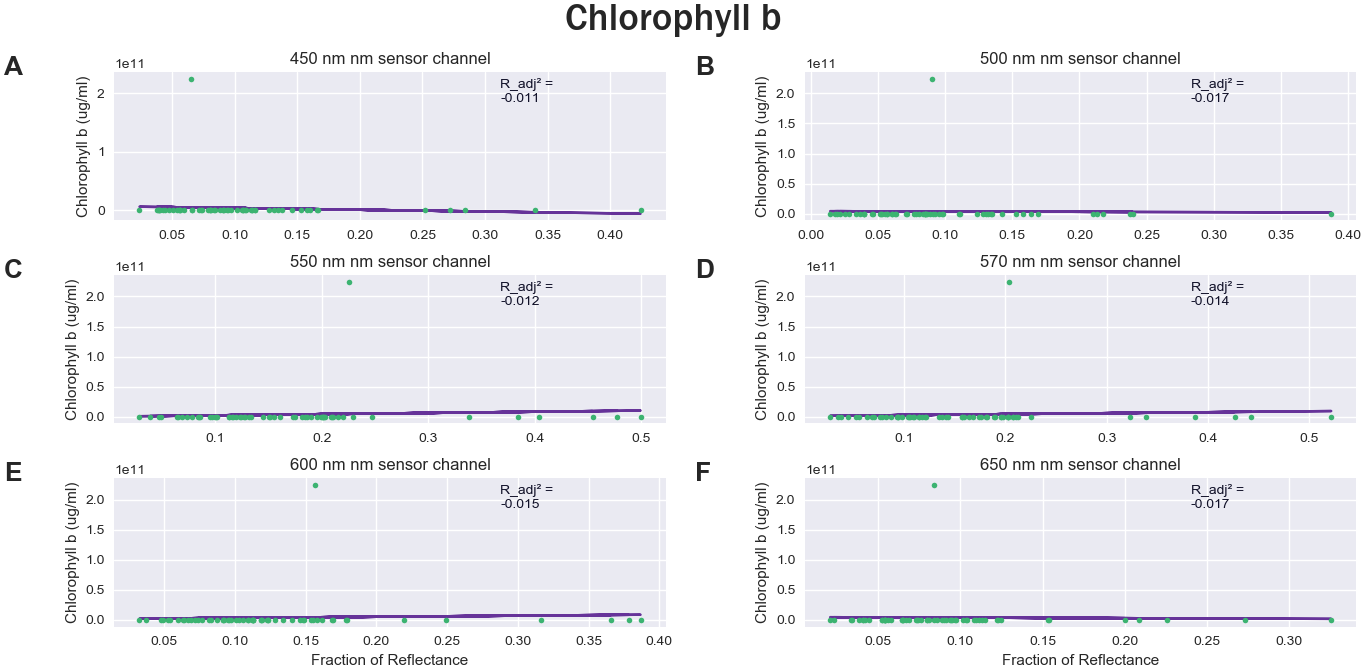 Chlorophyll b
A
450 nm nm sensor channel
1e11
R_adj² =
-0.011
Chlorophyll b (ug/ml)
2
1
0
0.05 0.10 0.15 0.20 0.25 0.30 0.35 0.40
B
500 nm nm sensor channel
1e11
R_adj² =
-0.017
Chlorophyll b (ug/ml)
2.0
1.5
1.0
0.5
0.0
0.00 0.05 0.10 0.15 0.20 0.25 0.30 0.35 0.40
C
550 nm nm sensor channel
1e11
R_adj² =
-0.012
Chlorophyll b (ug/ml)
2.0
1.5
1.0
0.5
0.0
0.1 0.2 0.3 0.4 0.5
D
570 nm nm sensor channel
1e11
R_adj² =
-0.014
Chlorophyll b (ug/ml)
2.0
1.5
1.0
0.5
0.0
0.1 0.2 0.3 0.4 0.5
E
600 nm nm sensor channel
1e11
R_adj² =
-0.015
Chlorophyll b (ug/ml)
2.0
1.5
1.0
0.5
0.0
0.05 0.10 0.15 0.20 0.25 0.30 0.35 0.40
Fraction of Reflectance
F
650 nm nm sensor channel
1e11
R_adj² =
-0.017
Chlorophyll b (ug/ml)
2.0
1.5
1.0
0.5
0.0
0.05 0.10 0.15 0.20 0.25 0.30
Fraction of Reflectance